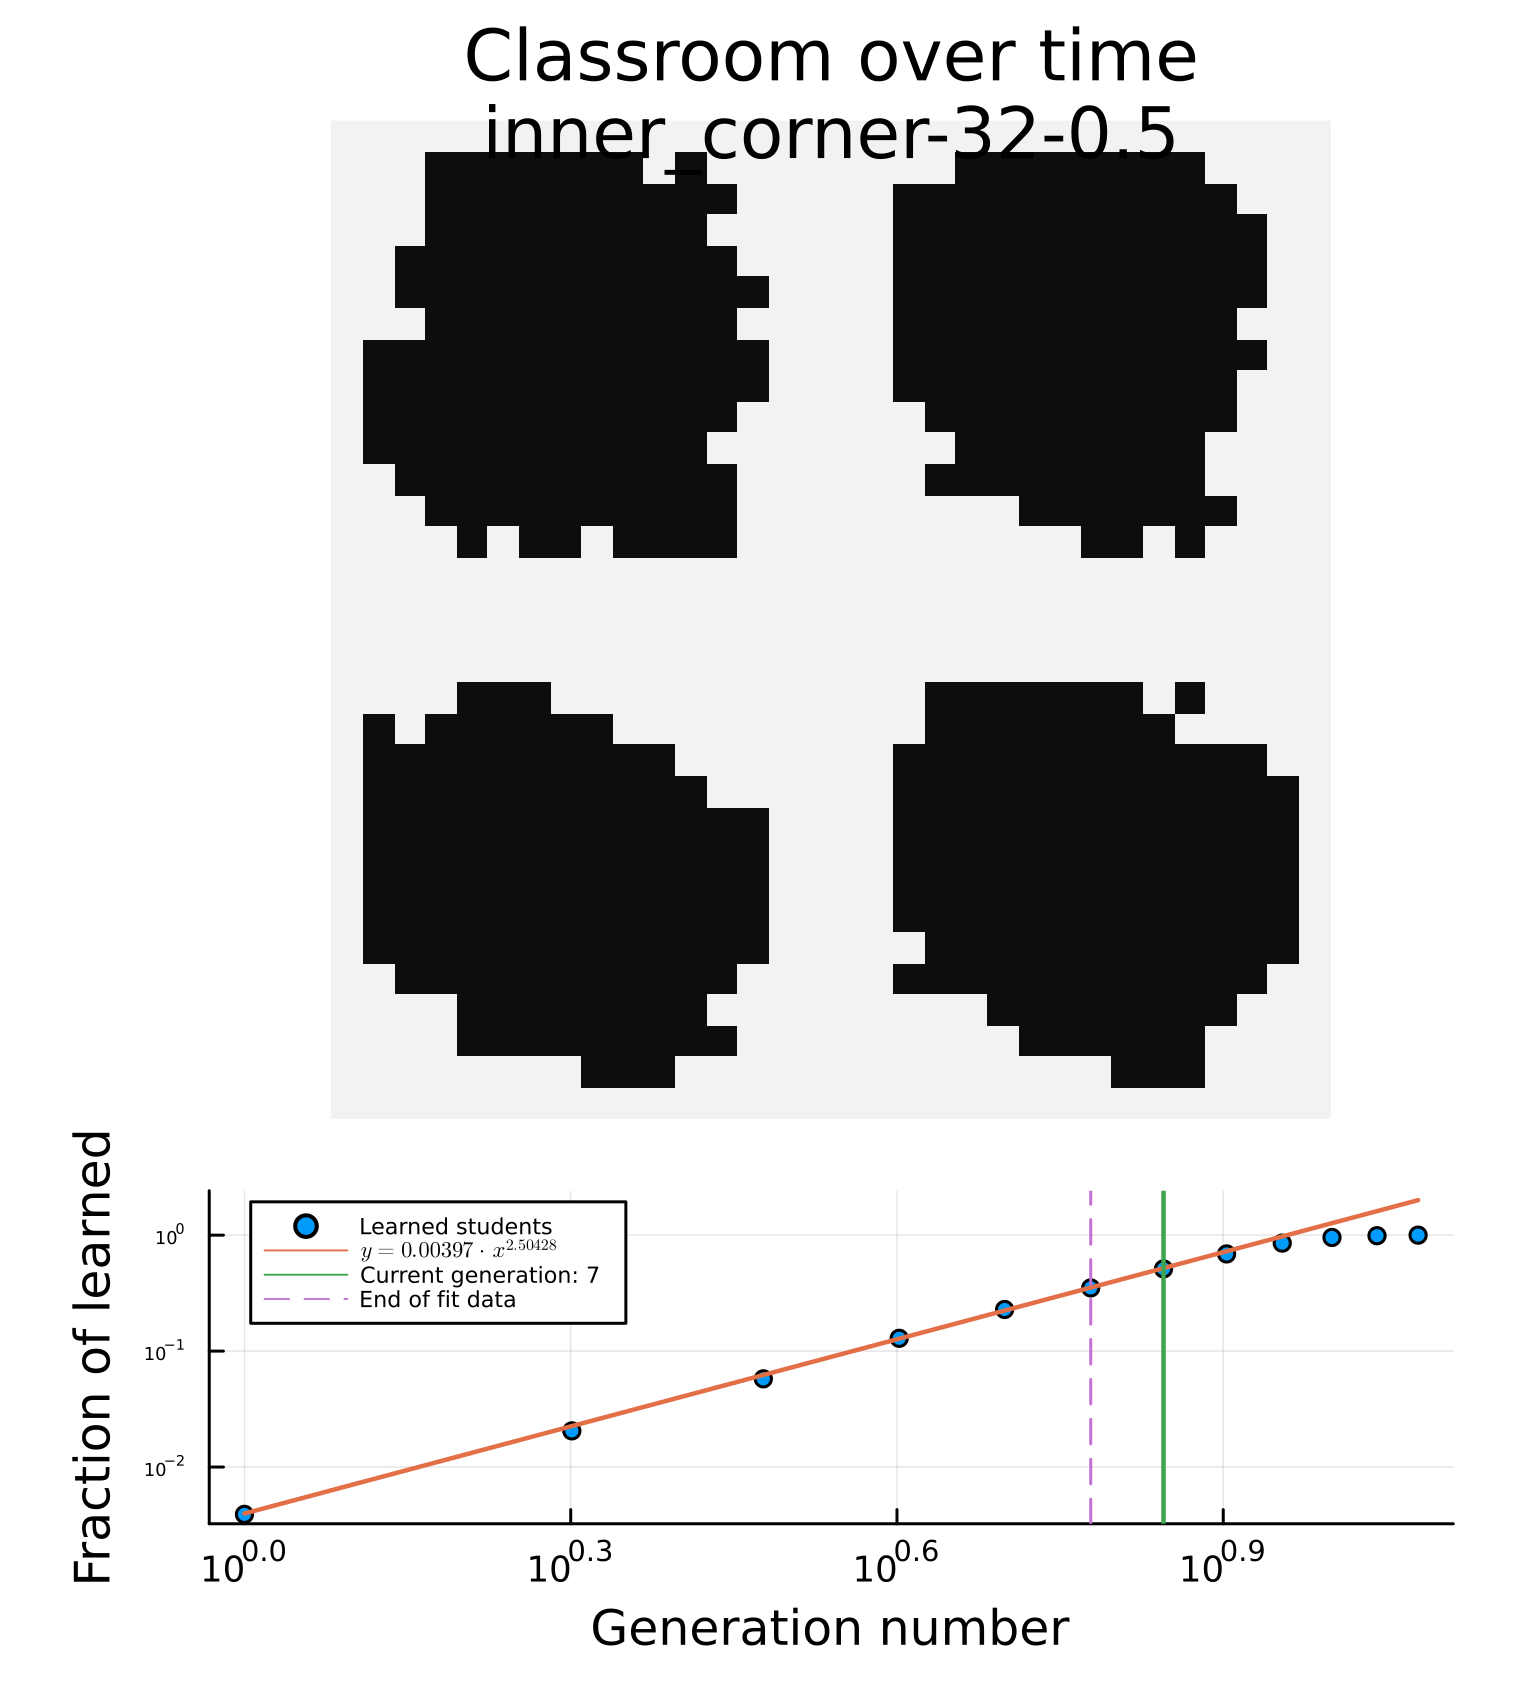 Classroom over time
inner_corner-32-0.5
Fraction of learned
10⁰
10⁻¹
10⁻²
Learned students
y = 0.00397 · x^2.50428
Current generation: 7
End of fit data
10^0.0
10^0.3
10^0.6
10^0.9
Generation number